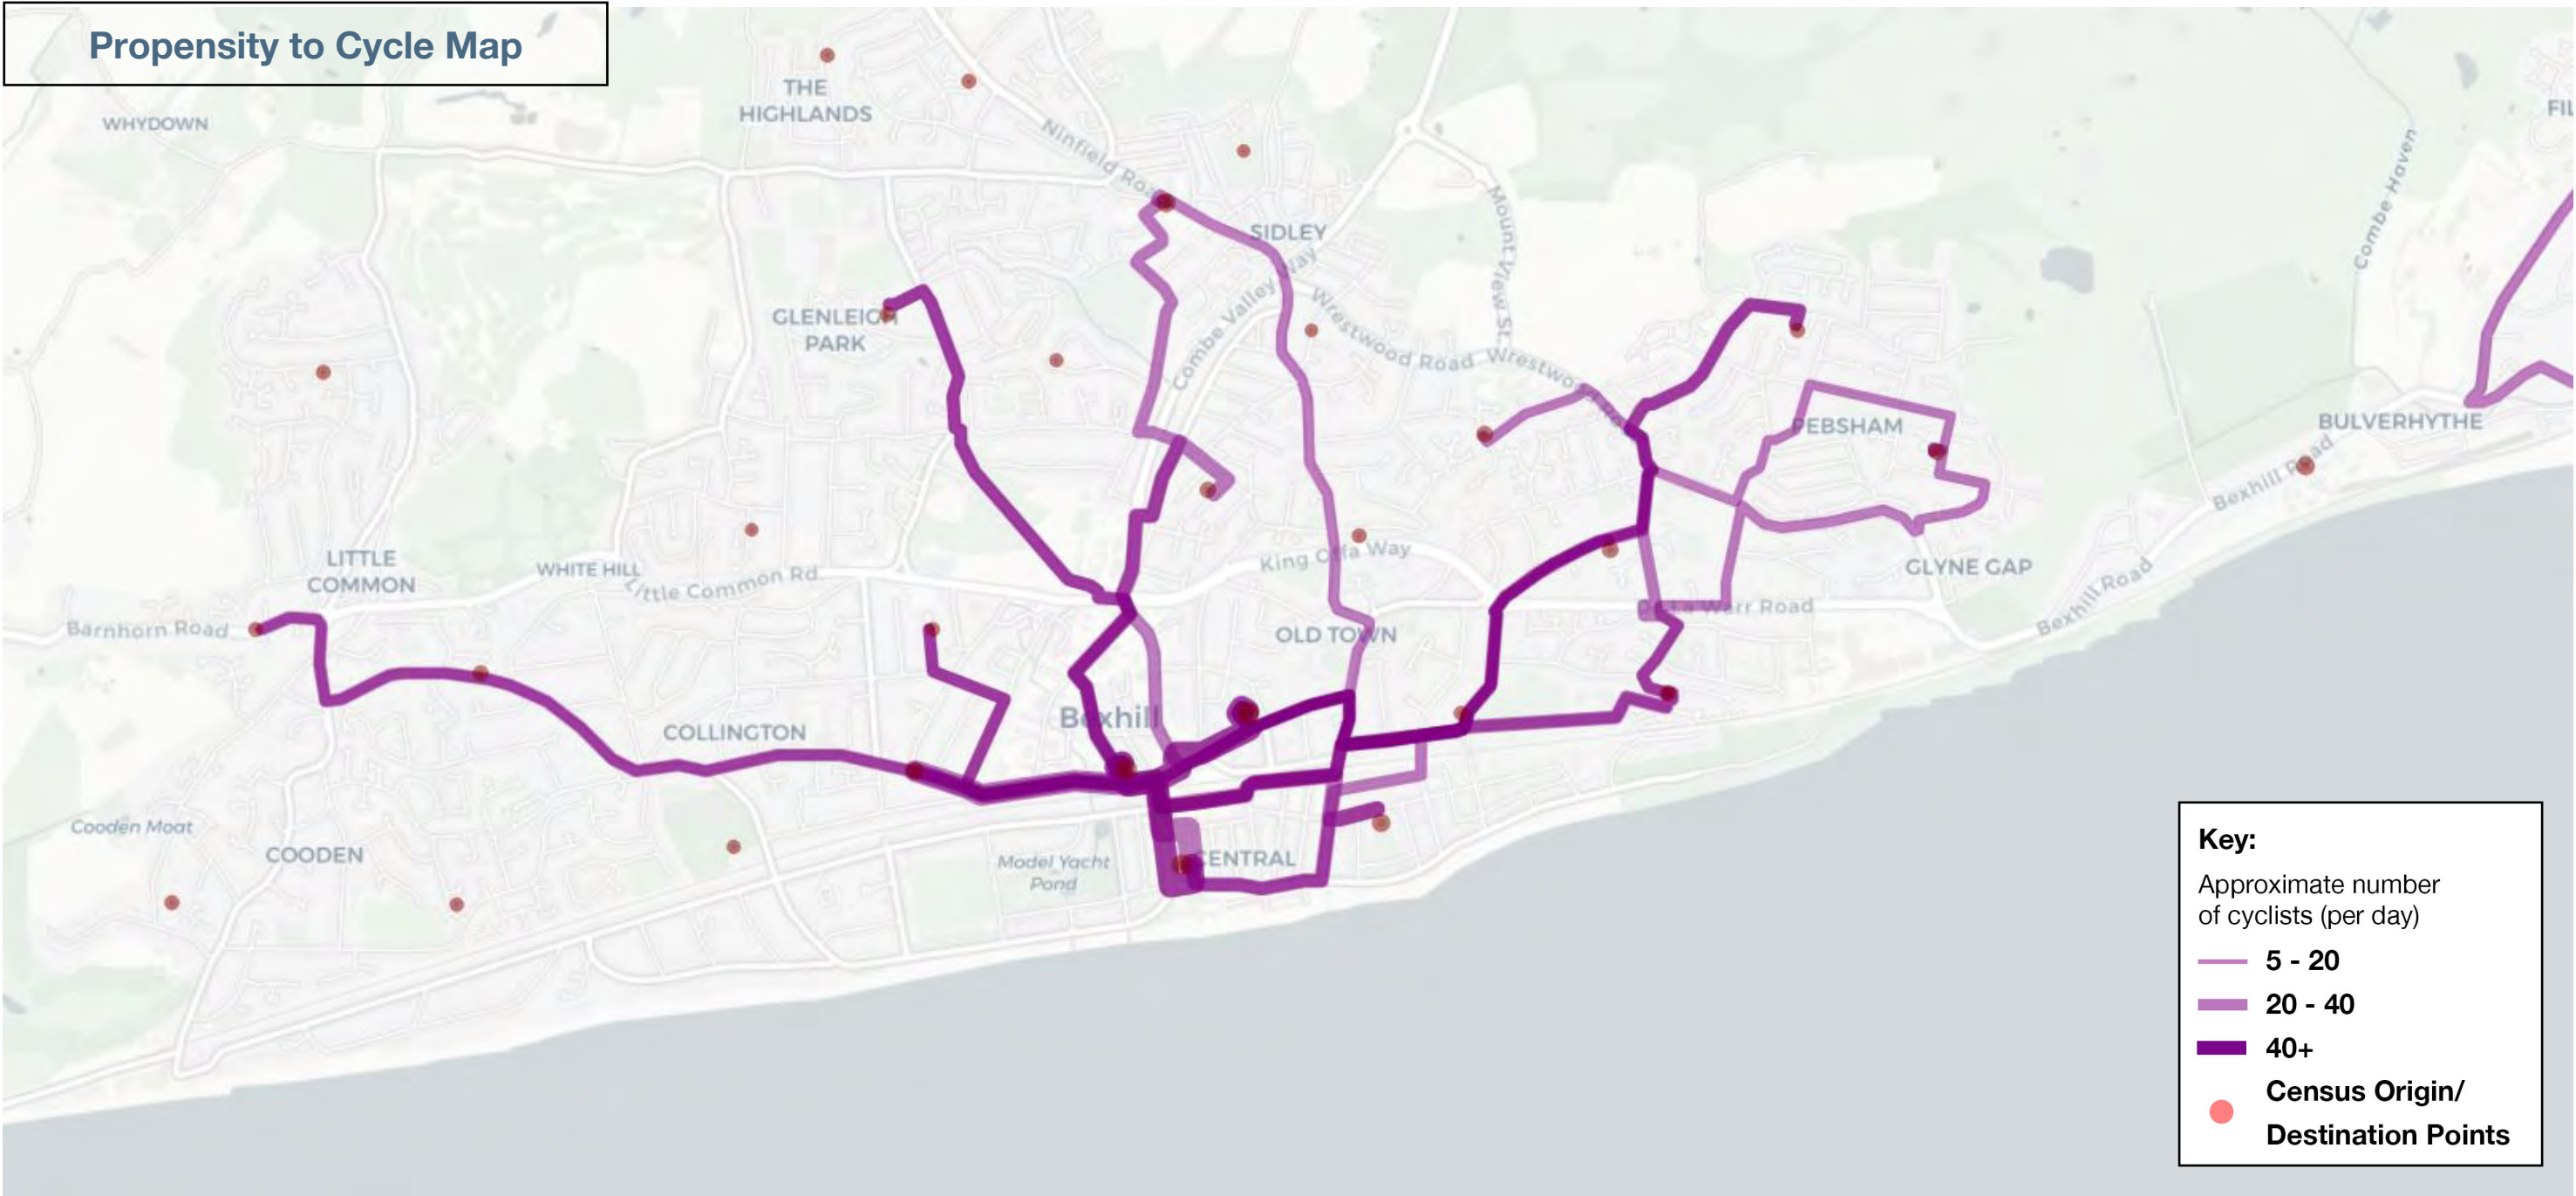 Propensity to Cycle Map
WHYDOWN
THE
HIGHLANDS
Ninfield Road
SIDLEY
Mount View St.
Combe Haven
GLENLEIGH
PARK
Combe Valley Way
Wrestwood Road
Wrestwood Road
PEBSHAM
BULVERHYTHE
Bexhill Road
LITTLE
COMMON
WHITE HILL
Little Common Rd
King Offa Way
GLYNE GAP
Bexhill Road
Barnhorn Road
OLD TOWN
De La Warr Road
COLLINGTON
Bexhill
Cooden Moat
COODEN
Model Yacht
Pond
CENTRAL
Key:
Approximate number
of cyclists (per day)
5 - 20
20 - 40
40+
Census Origin/
Destination Points